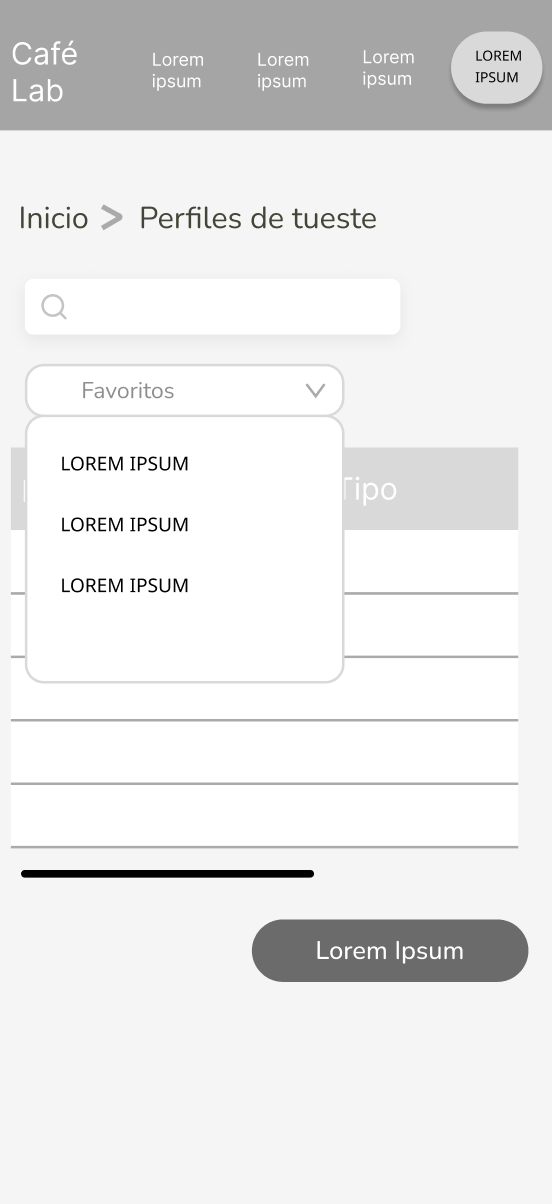 Café
Lab
Lorem
ipsum
Lorem
ipsum
Lorem
ipsum
LOREM
IPSUM
Inicio > Perfiles de tueste
Favoritos
LOREM IPSUM
Tipo
LOREM IPSUM
LOREM IPSUM
Lorem Ipsum